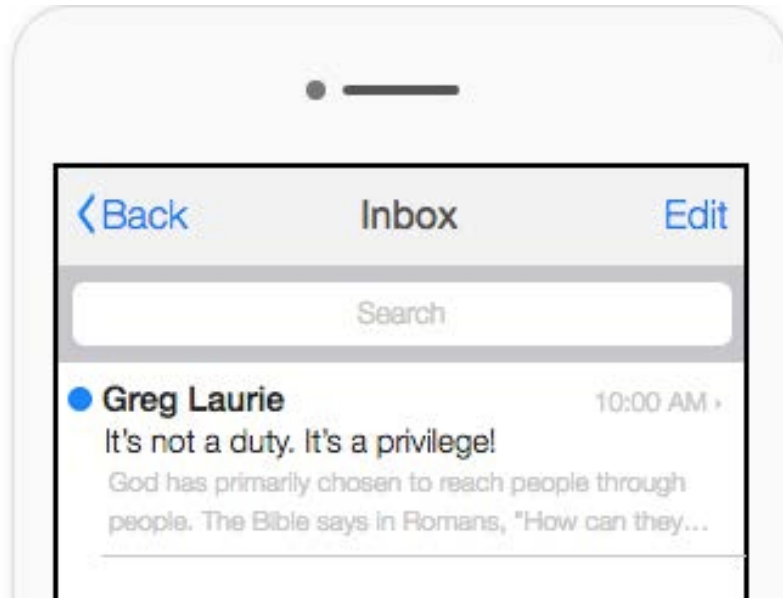 Back Inbox Edit
Search
Greg Laurie 10:00 AM
It's not a duty. It's a privilege!
God has primarily chosen to reach people through
people. The Bible says in Romans, "How can they...